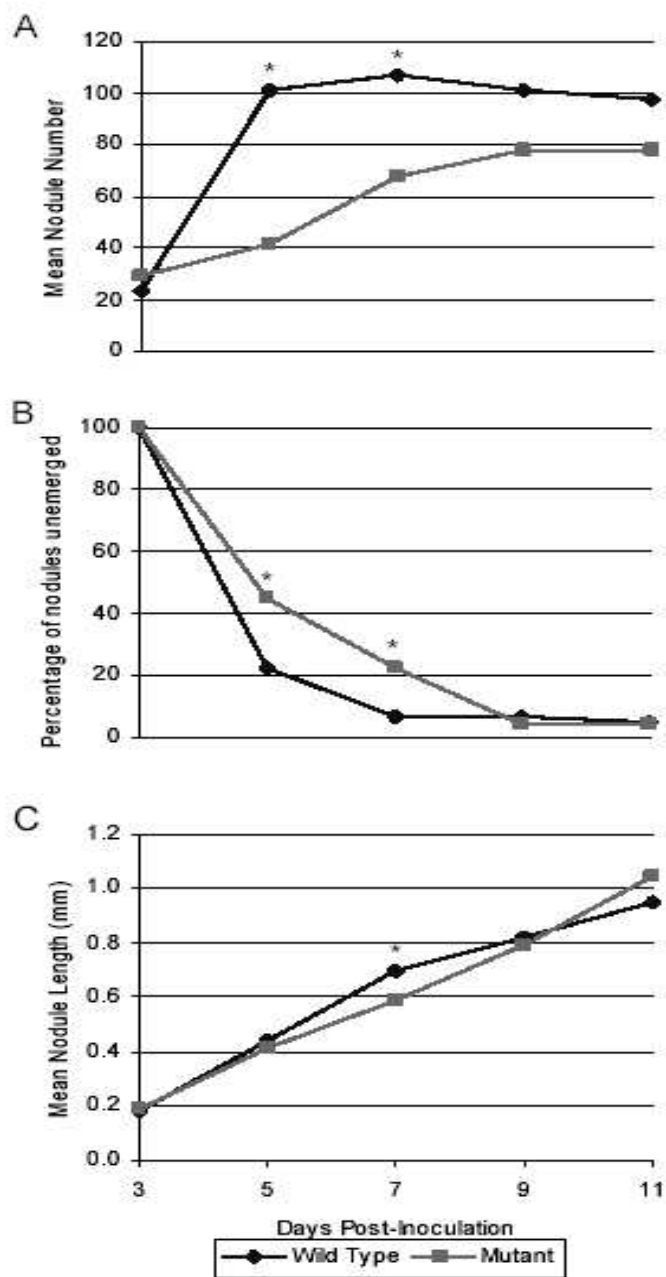 A
Mean Nodule Number
120
100
80
60
40
20
0
* *
B
Percentage of nodules unemerged
100
80
60
40
20
0
*
*
C
Mean Nodule Length (mm)
1.2
1.0
0.8
0.6
0.4
0.2
0.0
*
3 5 7 9 11
Days Post-Inoculation
Wild Type Mutant